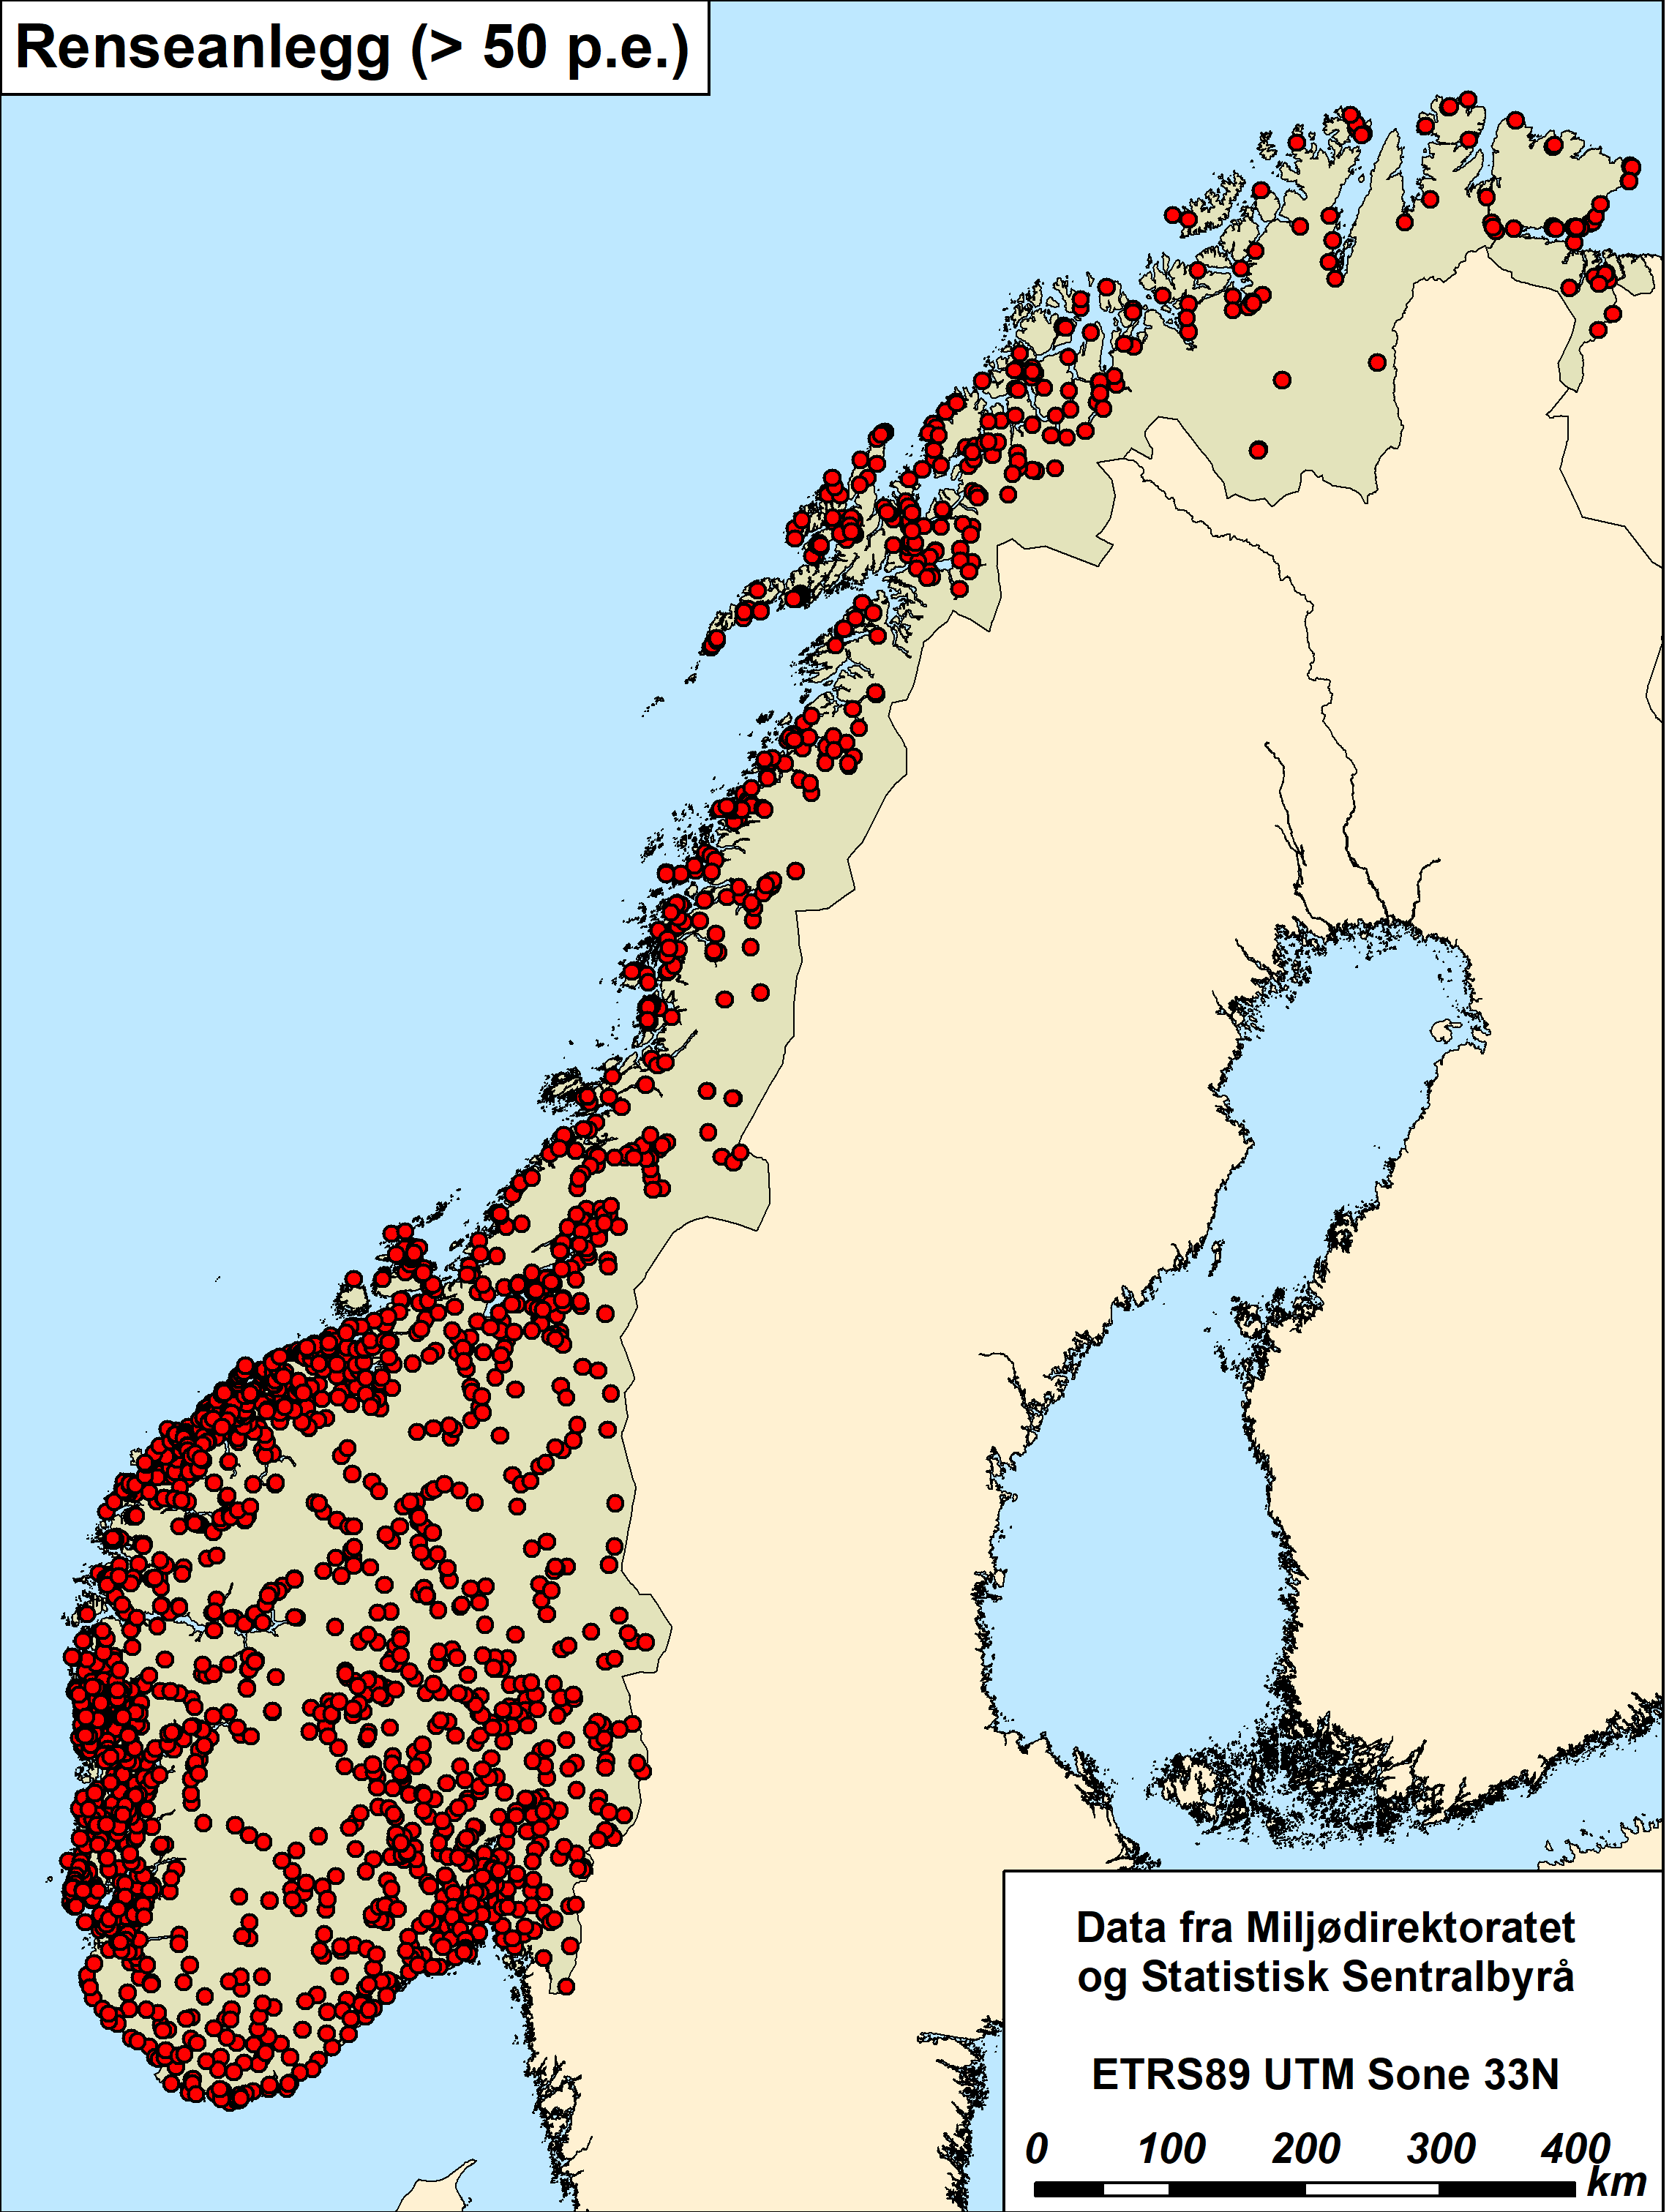 Renseanlegg (> 50 p.e.)
Data fra Miljødirektoratet
og Statistisk Sentralbyrå
ETRS89 UTM Sone 33N
0 100 200 300 400
km